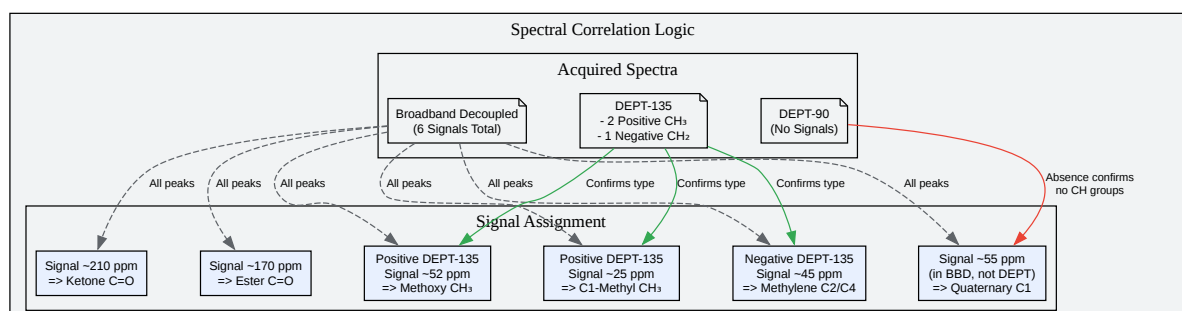 Spectral Correlation Logic
Acquired Spectra
Broadband Decoupled
(6 Signals Total)
DEPT-135
- 2 Positive CH₃
- 1 Negative CH₂
DEPT-90
(No Signals)
All peaks
All peaks
All peaks
All peaks
All peaks
Confirms type
Confirms type
Confirms type
All peaks
Absence confirms
no CH groups
Signal Assignment
Signal ~210 ppm
=> Ketone C=O
Signal ~170 ppm
=> Ester C=O
Positive DEPT-135
Signal ~52 ppm
=> Methoxy CH₃
Positive DEPT-135
Signal ~25 ppm
=> C1-Methyl CH₃
Negative DEPT-135
Signal ~45 ppm
=> Methylene C2/C4
Signal ~55 ppm
(in BBD, not DEPT)
=> Quaternary C1